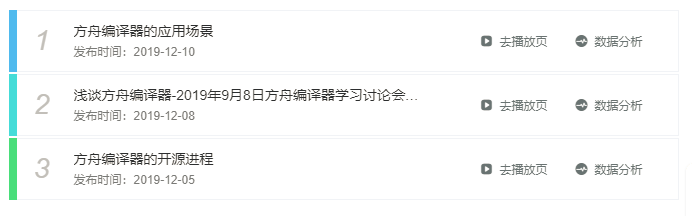 1 方舟编译器的应用场景 去播放页 数据分析
发布时间：2019-12-10
2 浅谈方舟编译器-2019年9月8日方舟编译器学习讨论会... 去播放页 数据分析
发布时间：2019-12-08
3 方舟编译器的开源进程 去播放页 数据分析
发布时间：2019-12-05